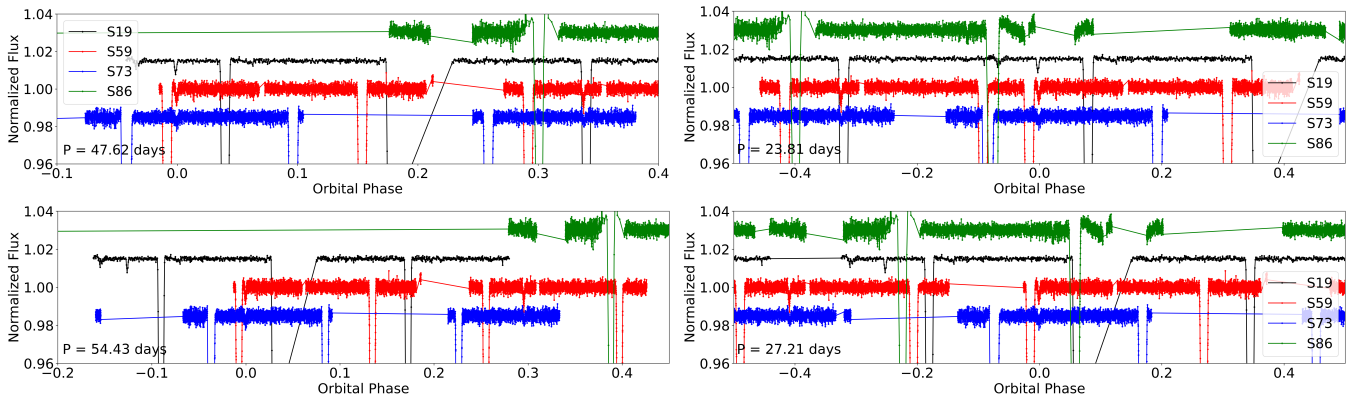 1.04
1.02
1.00
0.98
0.96
Normalized Flux
S19
S59
S73
S86
P = 47.62 days
−0.1
0.0
0.1
0.2
0.3
0.4
Orbital Phase
1.04
1.02
1.00
0.98
0.96
Normalized Flux
S19
S59
S73
S86
P = 23.81 days
−0.4
−0.2
0.0
0.2
0.4
Orbital Phase
1.04
1.02
1.00
0.98
0.96
Normalized Flux
P = 54.43 days
−0.2
−0.1
0.0
0.1
0.2
0.3
0.4
Orbital Phase
1.04
1.02
1.00
0.98
0.96
Normalized Flux
S19
S59
S73
S86
P = 27.21 days
−0.4
−0.2
0.0
0.2
0.4
Orbital Phase